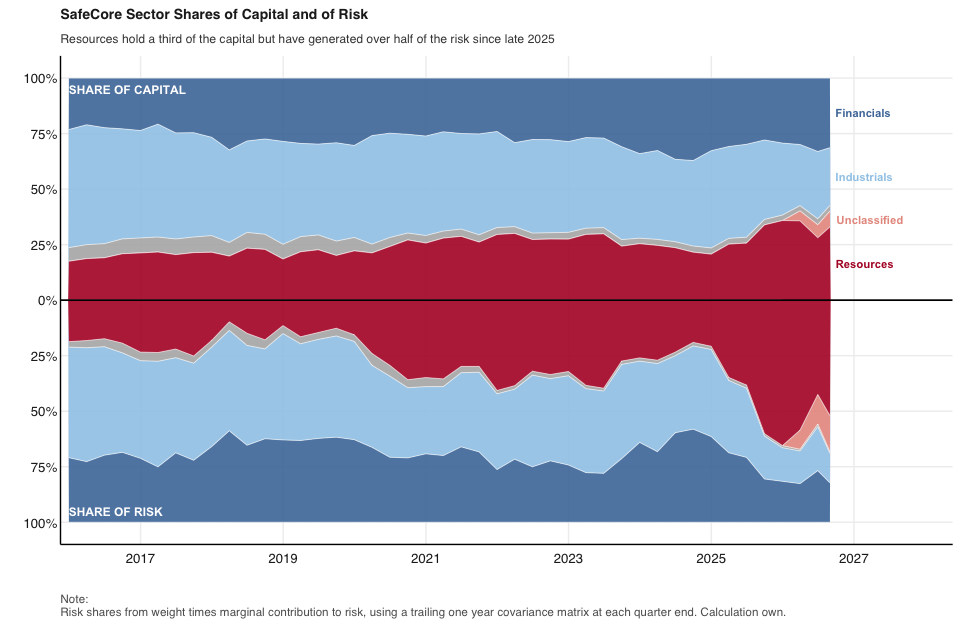 SafeCore Sector Shares of Capital and of Risk
Resources hold a third of the capital but have generated over half of the risk since late 2025
100%
SHARE OF CAPITAL
Financials
75%
Industrials
50%
Unclassified
25%
Resources
0%
25%
50%
75%
SHARE OF RISK
100%
2017 2019 2021 2023 2025 2027
Note:
Risk shares from weight times marginal contribution to risk, using a trailing one year covariance matrix at each quarter end. Calculation own.